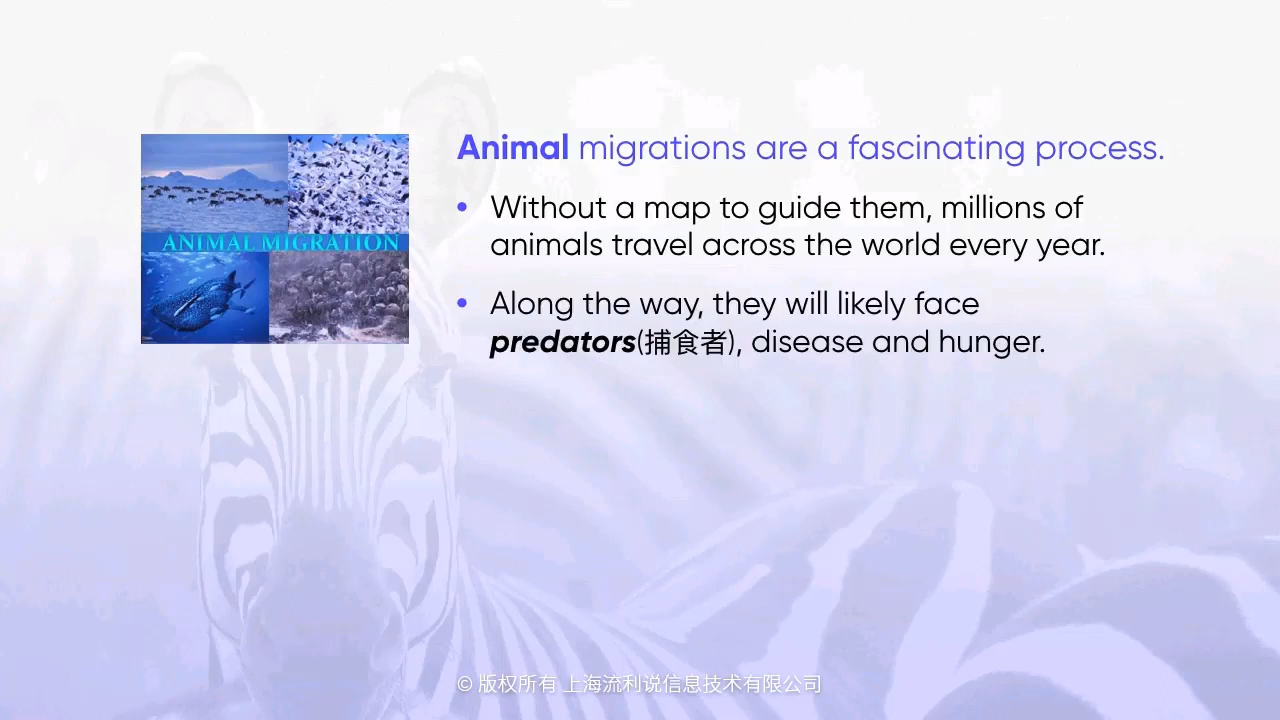 ANIMAL MIGRATION
Animal migrations are a fascinating process.
• Without a map to guide them, millions of
animals travel across the world every year.
• Along the way, they will likely face
predators(捕食者), disease and hunger.
© 版权所有 上海流利说信息技术有限公司